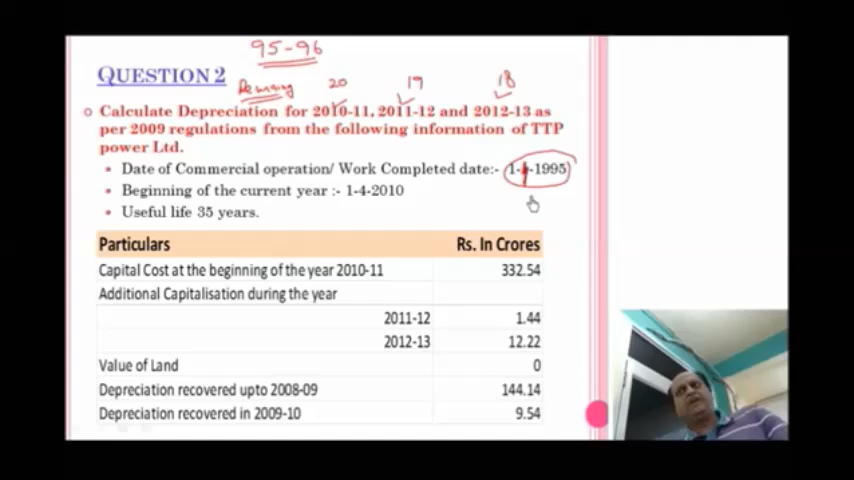 95-96
QUESTION 2
Remaining 20 19 18
Calculate Depreciation for 2010-11, 2011-12 and 2012-13 as
per 2009 regulations from the following information of TTP
power Ltd.
Date of Commercial operation/ Work Completed date:- 1-4-1995
Beginning of the current year :- 1-4-2010
Useful life 35 years.
Particulars Rs. In Crores
Capital Cost at the beginning of the year 2010-11 332.54
Additional Capitalisation during the year
2011-12 1.44
2012-13 12.22
Value of Land 0
Depreciation recovered upto 2008-09 144.14
Depreciation recovered in 2009-10 9.54